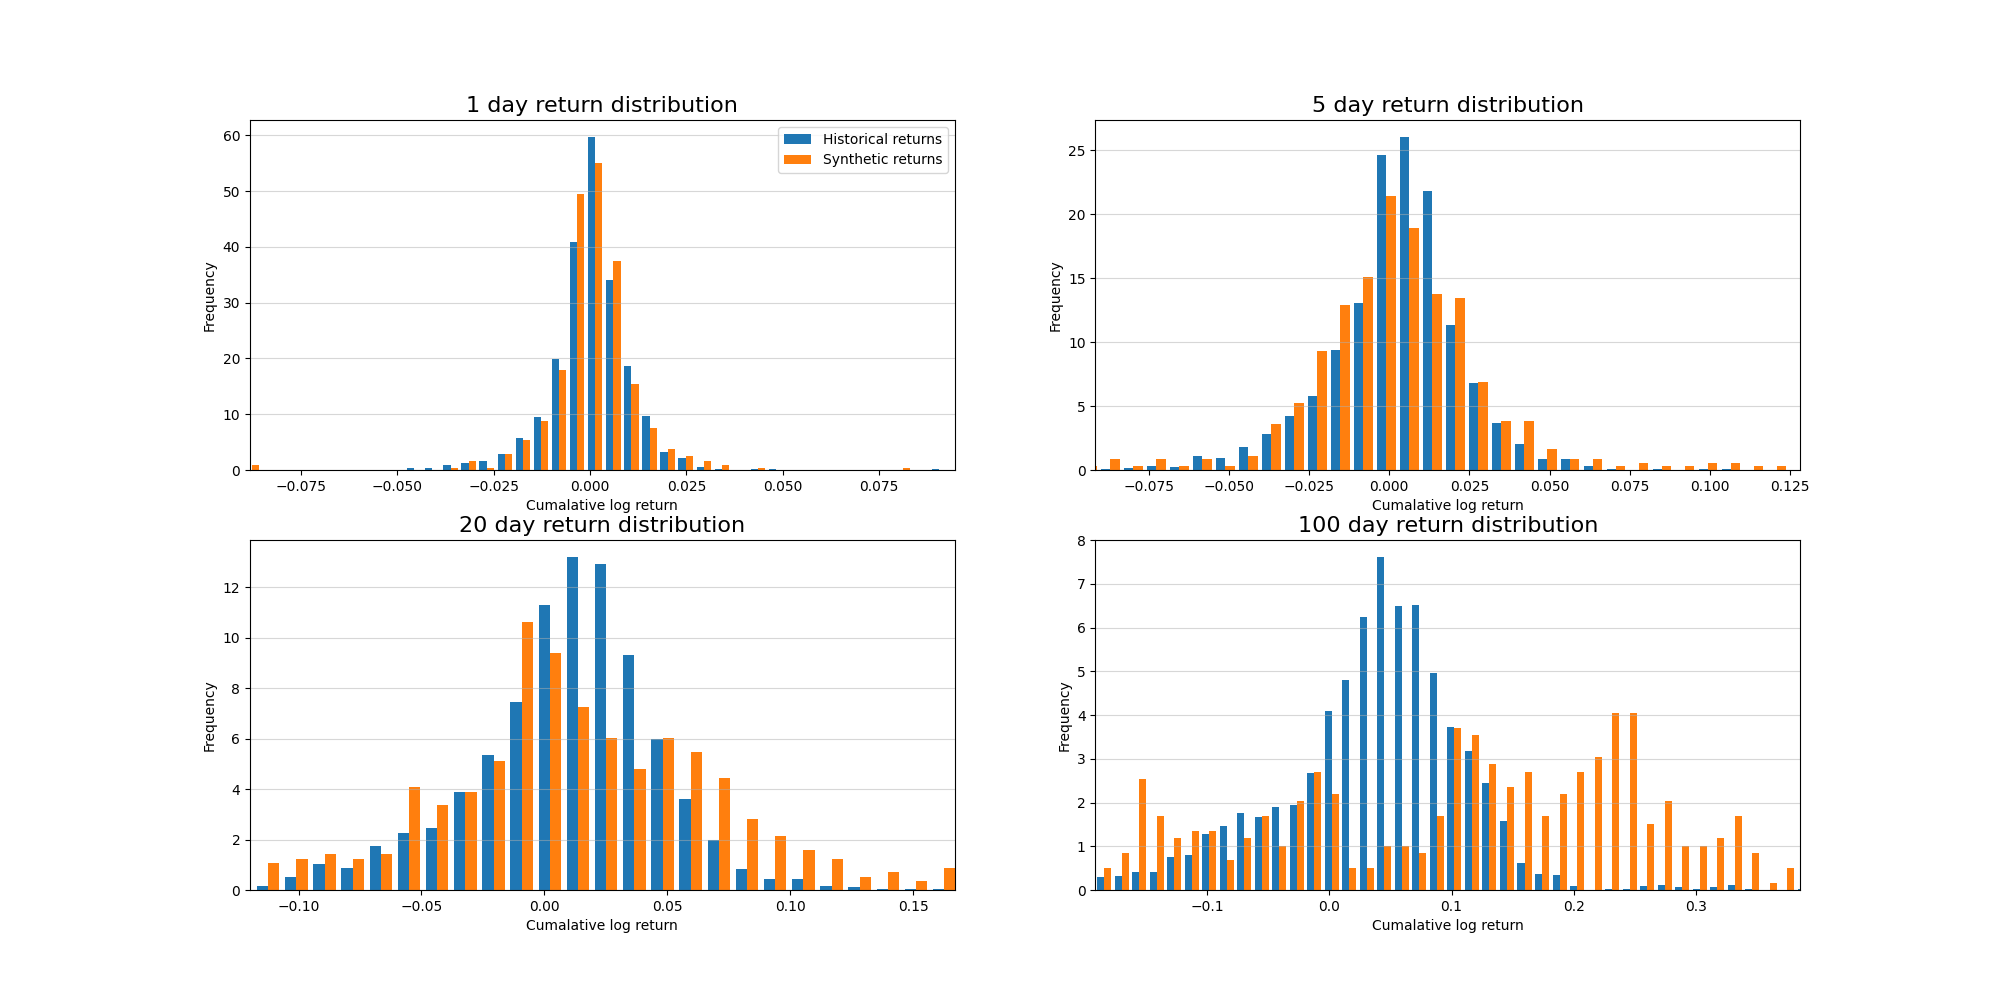 1 day return distribution
60
50
40
30
20
10
0
Frequency
Historical returns
Synthetic returns
−0.075 −0.050 −0.025 0.000 0.025 0.050 0.075
Cumalative log return
5 day return distribution
25
20
15
10
5
0
Frequency
−0.075 −0.050 −0.025 0.000 0.025 0.050 0.075 0.100 0.125
Cumalative log return
20 day return distribution
12
10
8
6
4
2
0
Frequency
−0.10 −0.05 0.00 0.05 0.10 0.15
Cumalative log return
100 day return distribution
8
7
6
5
4
3
2
1
0
Frequency
−0.1 0.0 0.1 0.2 0.3
Cumalative log return